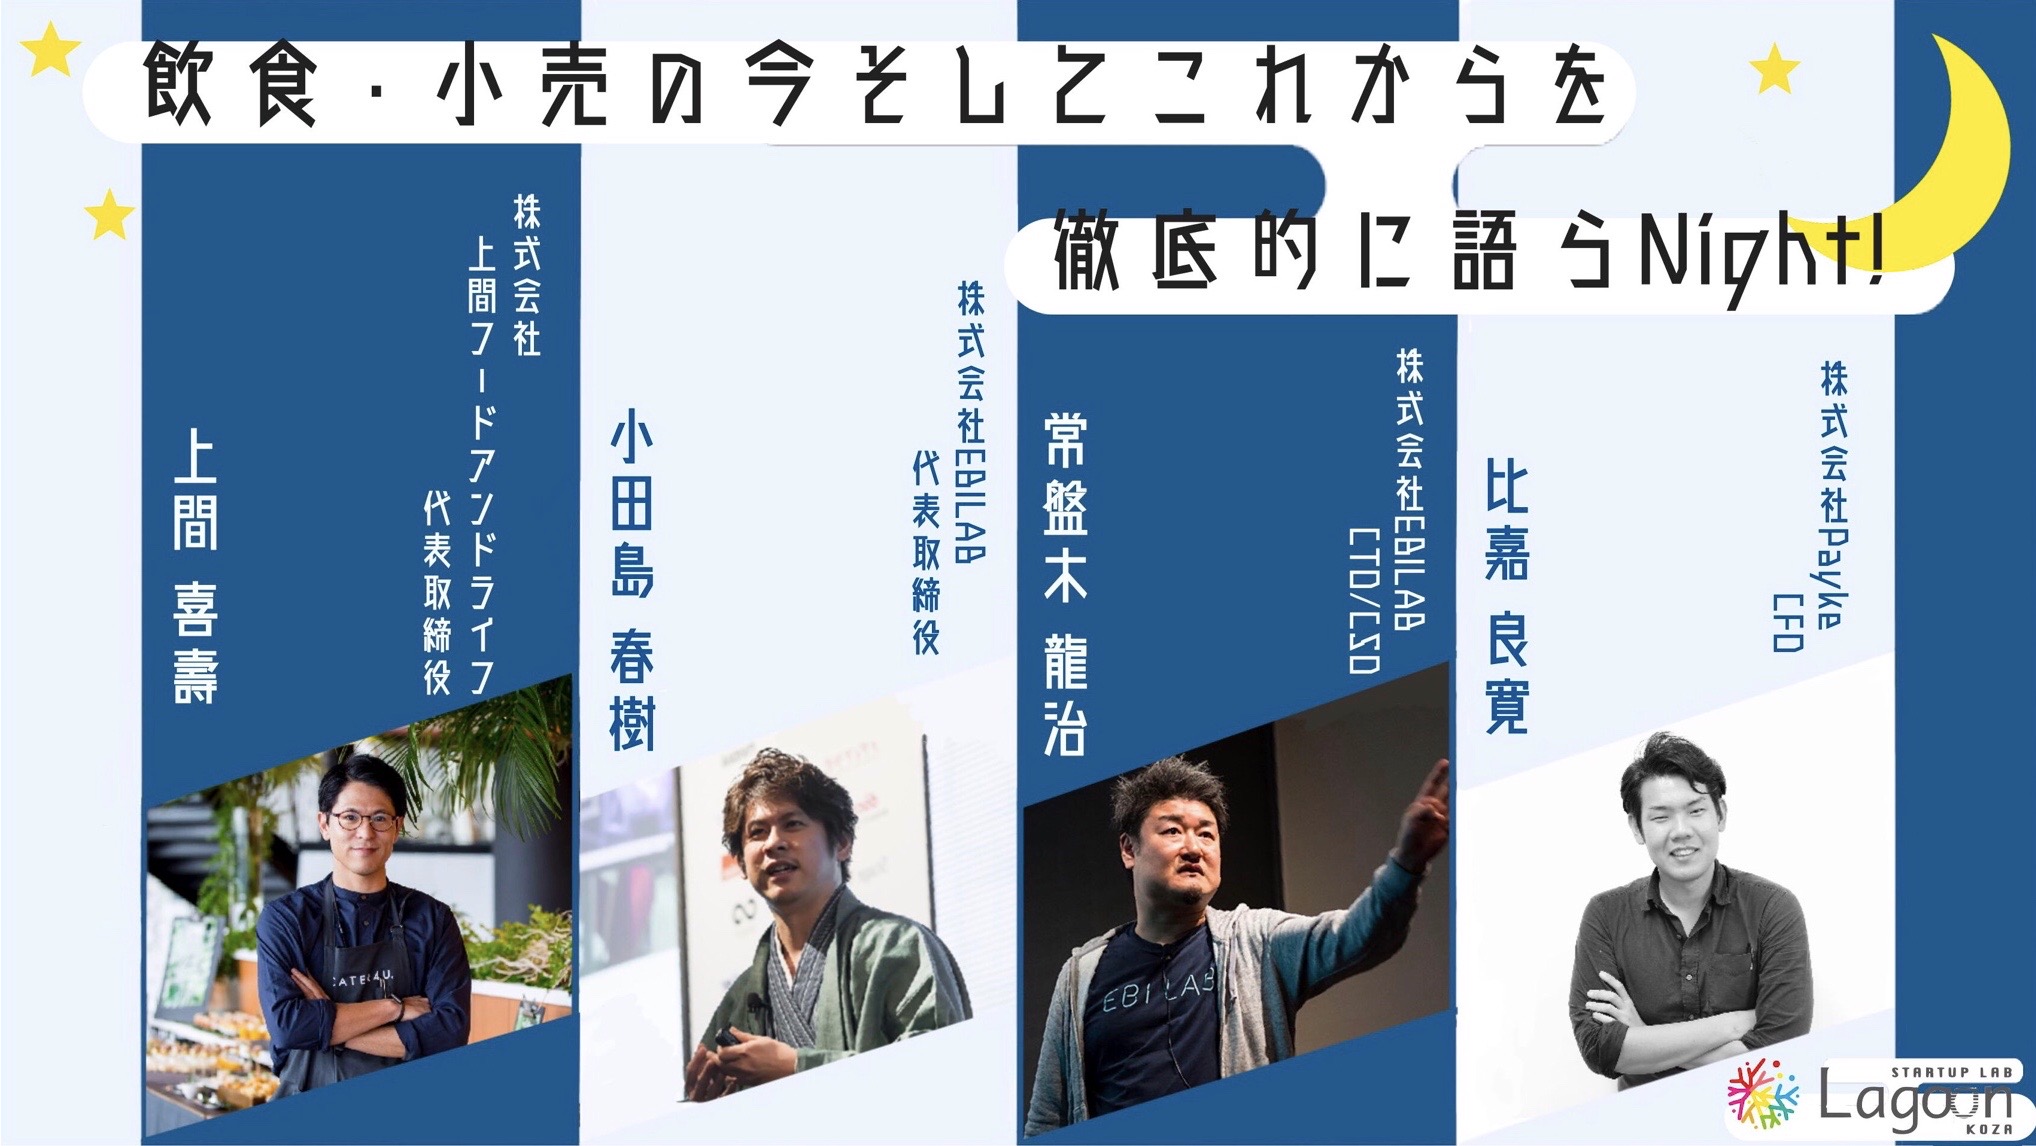 飲食・小売の今そしてこれからを
徹底的に語らNight!
株式会社
上間フードアンドライフ
代表取締役
上間 喜壽
株式会社EBILAB
代表取締役
小田島 春樹
株式会社EBILAB
CTO/CSO
常盤木 龍治
株式会社Payke
CFO
比嘉 良寛
EBILAB
STARTUP LAB
Lagoon
KOZA